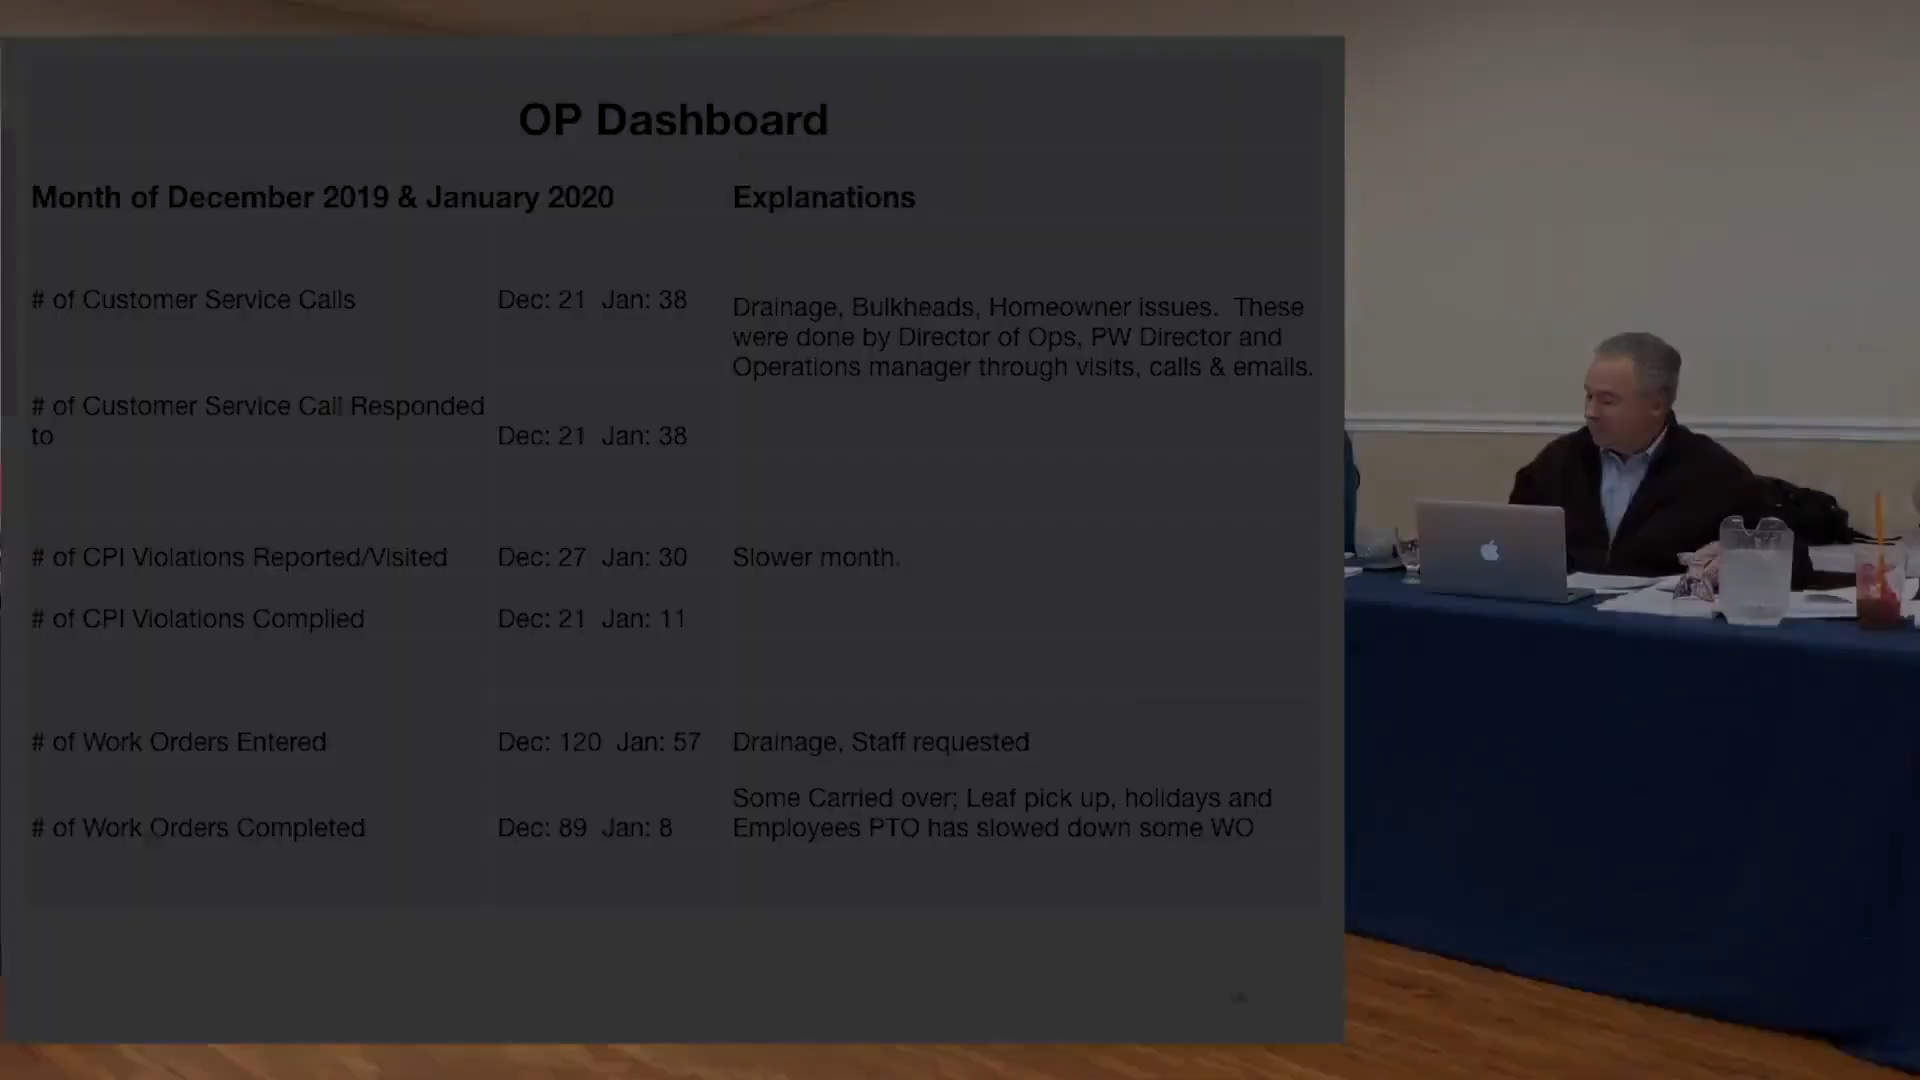 OP Dashboard
Month of December 2019 & January 2020 Explanations
# of Customer Service Calls Dec: 21 Jan: 38
Drainage, Bulkheads, Homeowner issues. These
were done by Director of Ops, PW Director and
Operations manager through visits, calls & emails.
# of Customer Service Call Responded
to Dec: 21 Jan: 38
# of CPI Violations Reported/Visited Dec: 27 Jan: 30 Slower month.
# of CPI Violations Complied Dec: 21 Jan: 11
# of Work Orders Entered Dec: 120 Jan: 57 Drainage, Staff requested
Some Carried over; Leaf pick up, holidays and
# of Work Orders Completed Dec: 89 Jan: 8 Employees PTO has slowed down some WO